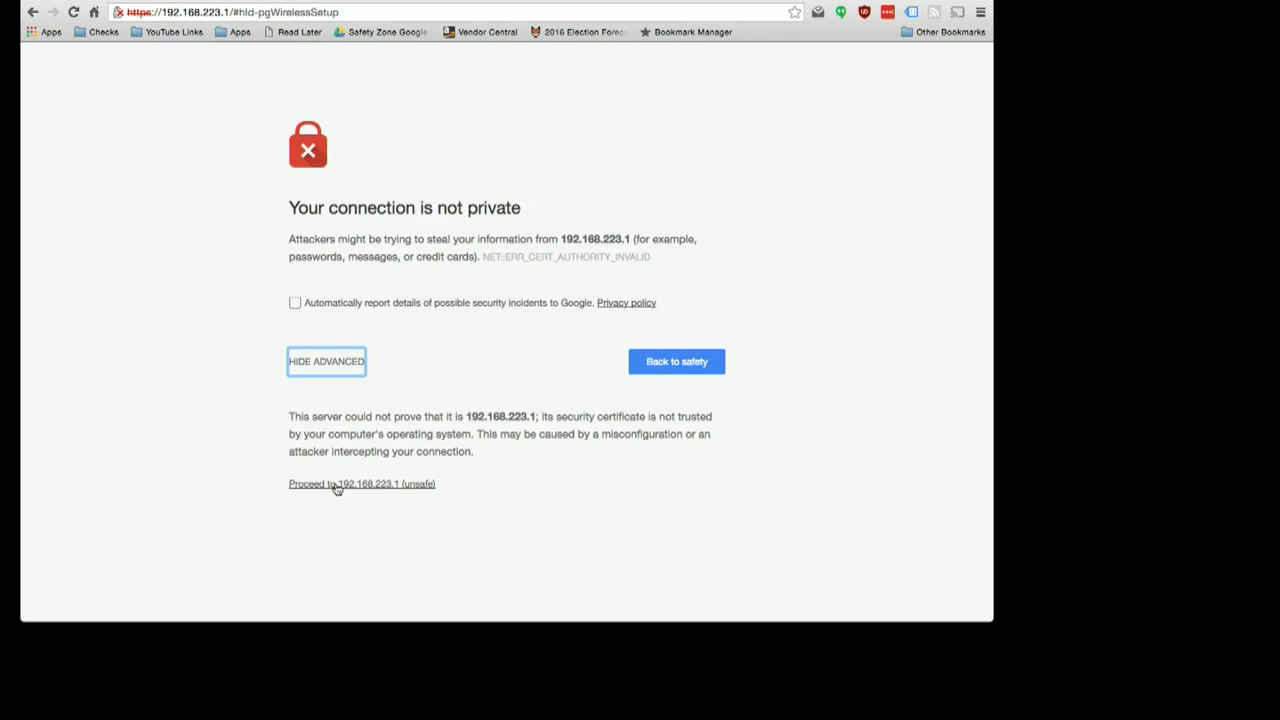 https://192.168.223.1/#hId-pgWirelessSetup
Apps Checks YouTube Links Apps Read Later Safety Zone Google Vendor Central 2016 Election Forec Bookmark Manager Other Bookmarks
Your connection is not private
Attackers might be trying to steal your information from 192.168.223.1 (for example,
passwords, messages, or credit cards). NET::ERR_CERT_AUTHORITY_INVALID
Automatically report details of possible security incidents to Google. Privacy policy
HIDE ADVANCED Back to safety
This server could not prove that it is 192.168.223.1; its security certificate is not trusted
by your computer's operating system. This may be caused by a misconfiguration or an
attacker intercepting your connection.
Proceed to 192.168.223.1 (unsafe)